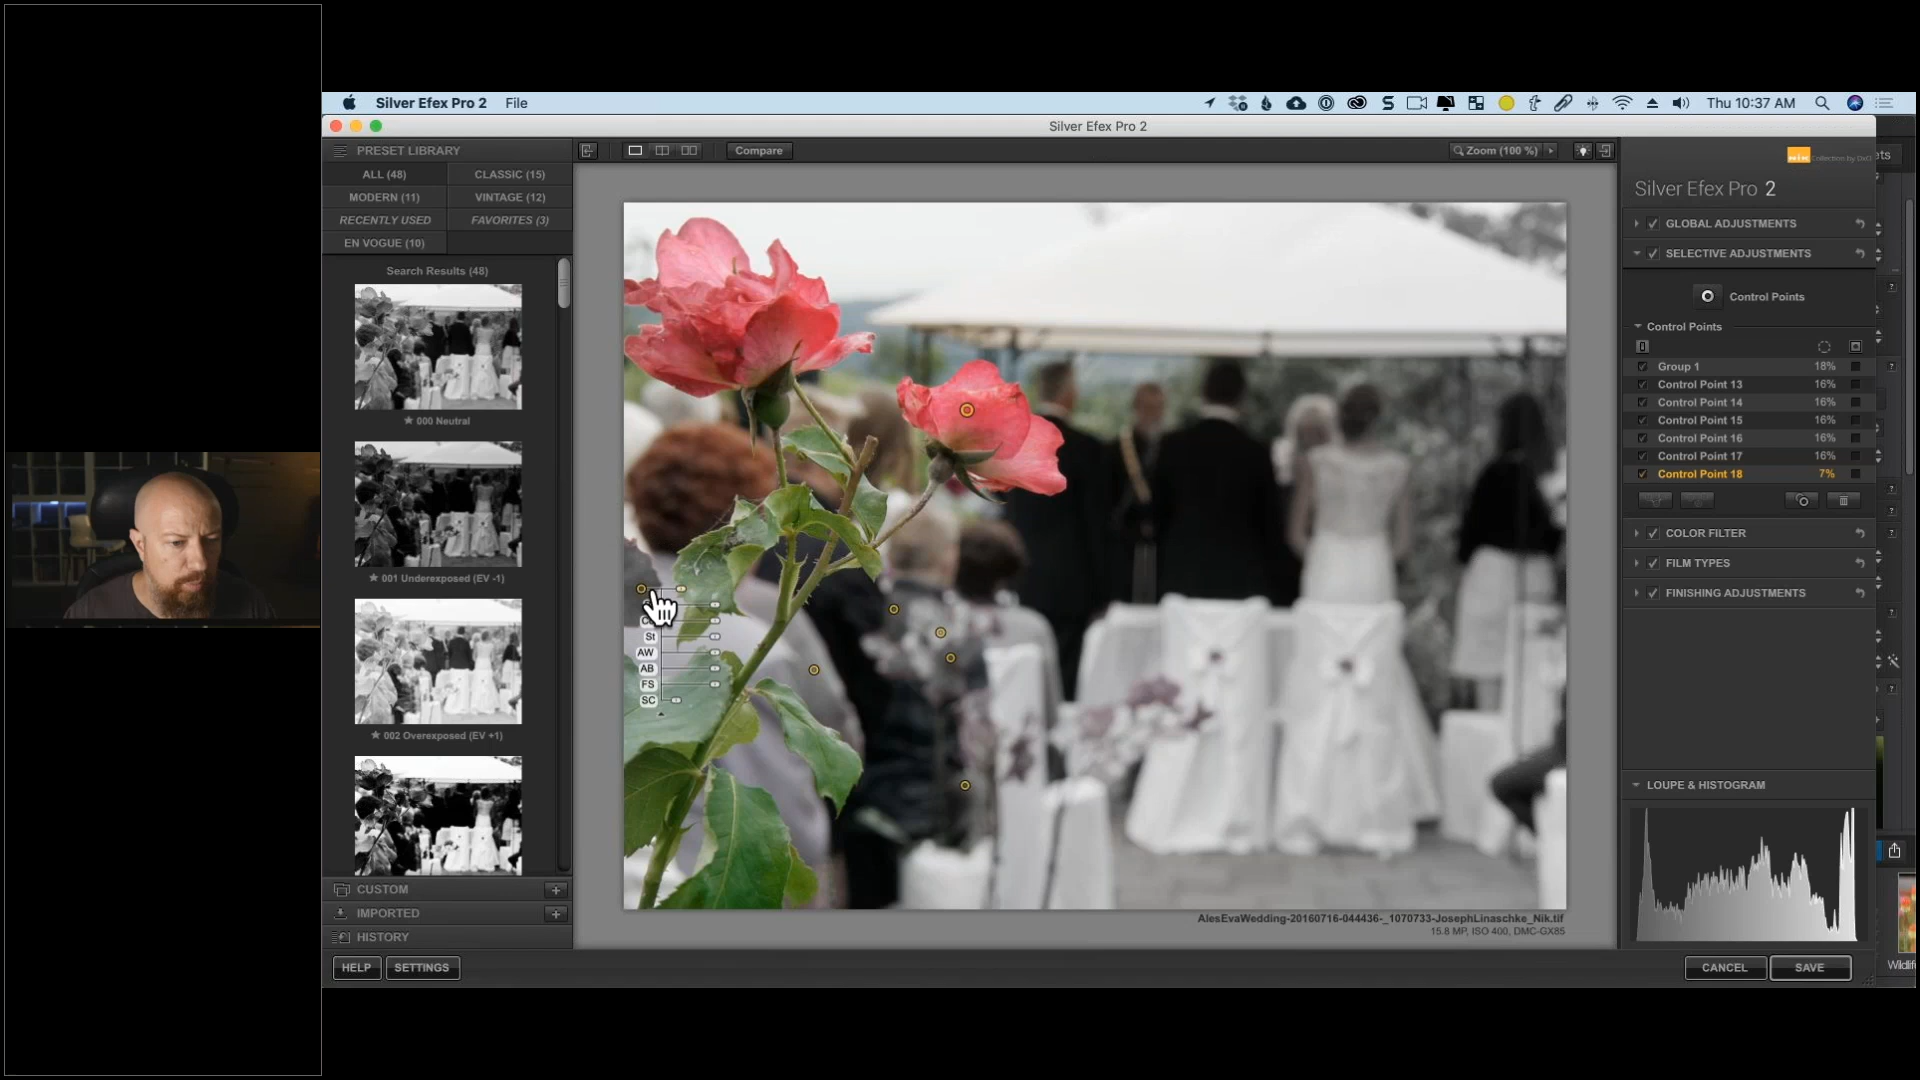 Silver Efex Pro 2 File
Thu 10:37 AM
Silver Efex Pro 2
PRESET LIBRARY
Compare
Zoom (100 %)
ALL (48)
CLASSIC (15)
MODERN (11)
VINTAGE (12)
RECENTLY USED
FAVORITES (3)
EN VOGUE (10)
Search Results (48)
★ 000 Neutral
★ 001 Underexposed (EV -1)
★ 002 Overexposed (EV +1)
CUSTOM
IMPORTED
HISTORY
HELP
SETTINGS
St
AW
AB
FS
SC
AlesEvaWedding-20160716-044436-_1070733-JosephLinaschke_Nik.tif
15.8 MP, ISO 400, DMC-GX85
Collection by DxO
Silver Efex Pro 2
GLOBAL ADJUSTMENTS
SELECTIVE ADJUSTMENTS
Control Points
Control Points
Group 1 18%
Control Point 13 16%
Control Point 14 16%
Control Point 15 16%
Control Point 16 16%
Control Point 17 16%
Control Point 18 7%
COLOR FILTER
FILM TYPES
FINISHING ADJUSTMENTS
LOUPE & HISTOGRAM
CANCEL
SAVE